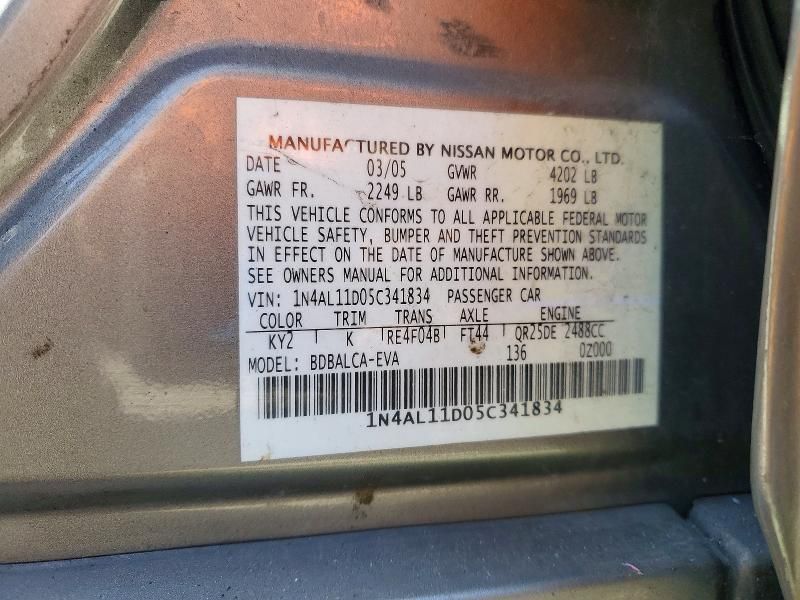 MANUFACTURED BY NISSAN MOTOR CO., LTD.
DATE 03/05 GVWR 4202 LB
GAWR FR. 2249 LB GAWR RR. 1969 LB
THIS VEHICLE CONFORMS TO ALL APPLICABLE FEDERAL MOTOR
VEHICLE SAFETY, BUMPER AND THEFT PREVENTION STANDARDS
IN EFFECT ON THE DATE OF MANUFACTURE SHOWN ABOVE.
SEE OWNERS MANUAL FOR ADDITIONAL INFORMATION.
VIN: 1N4AL11D05C341834 PASSENGER CAR
COLOR TRIM TRANS AXLE ENGINE
KY2 K RE4F04B FT44 QR25DE 2488CC
MODEL: BDBALCA-EVA 136 0Z000
1N4AL11D05C341834